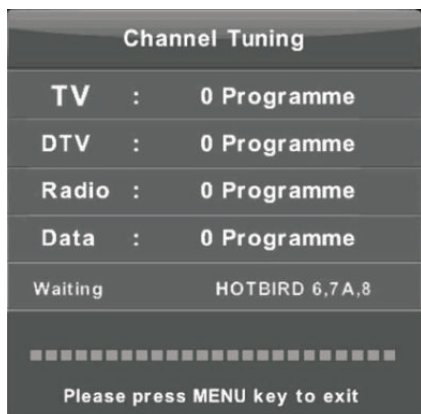 Channel Tuning
TV : 0 Programme
DTV : 0 Programme
Radio : 0 Programme
Data : 0 Programme
Waiting HOTBIRD 6,7A,8
Please press MENU key to exit